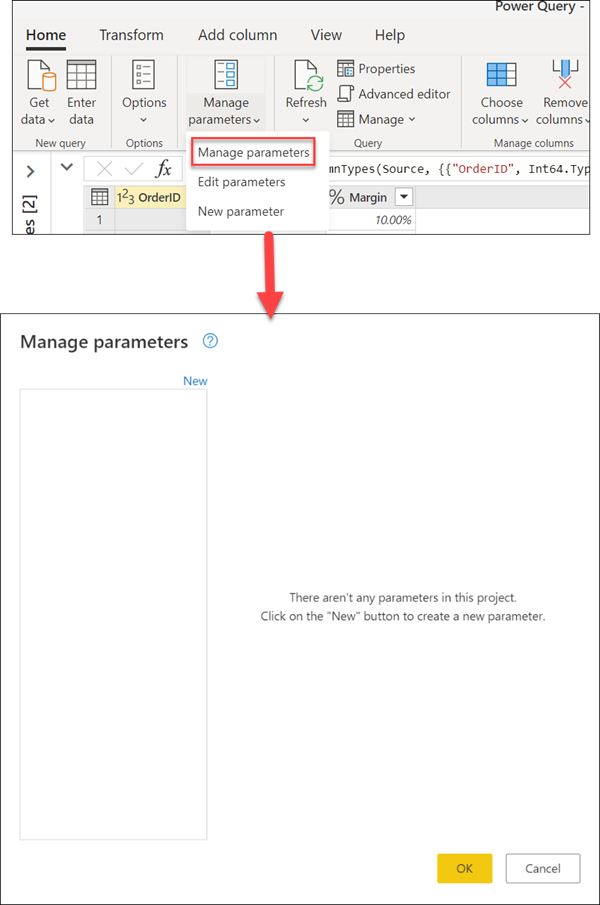 Power Query -
Home Transform Add column View Help
Get data Enter data Options Manage parameters Refresh Properties Advanced editor Manage Choose columns Remove columns
New query Options Query Manage columns
Manage parameters
Edit parameters
New parameter
fx mnTypes(Source, {{"OrderID", Int64.Typ
es [2]
1 2 3 OrderID % Margin
1 10.00%
Manage parameters ?
New
There aren't any parameters in this project.
Click on the "New" button to create a new parameter.
OK Cancel